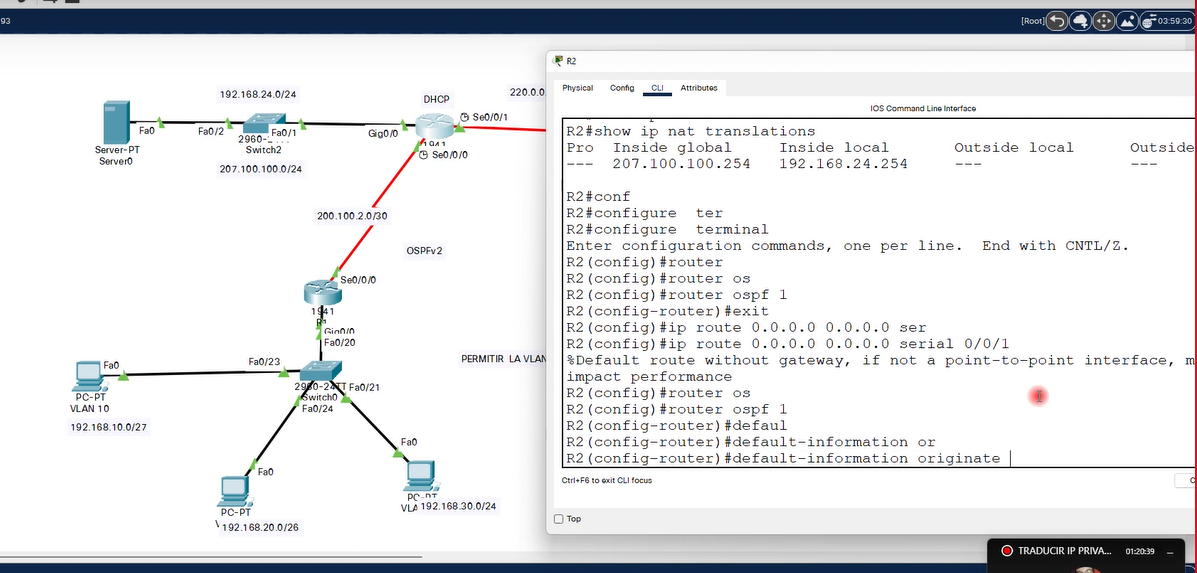 93
[Root]
03:59:30
192.168.24.0/24
DHCP
220.0.0
Se0/0/1
Fa0
Fa0/2
Fa0/1
Gig0/0
Server-PT
Server0
Switch2
1941
Se0/0/0
207.100.100.0/24
200.100.2.0/30
OSPFv2
Se0/0/0
1941
R1
Gig0/0
Fa0/20
PERMITIR LA VLAN
Fa0
Fa0/23
2950-24TT
Fa0/21
Switch0
Fa0/24
PC-PT
VLAN 10
192.168.10.0/27
Fa0
Fa0
PC-PT
192.168.30.0/24
PC-PT
192.168.20.0/26
R2
Physical Config CLI Attributes
IOS Command Line Interface
R2#show ip nat translations
Pro Inside global Inside local Outside local Outside
--- 207.100.100.254 192.168.24.254 --- ---
R2#conf
R2#configure ter
R2#configure terminal
Enter configuration commands, one per line. End with CNTL/Z.
R2(config)#router
R2(config)#router os
R2(config)#router ospf 1
R2(config-router)#exit
R2(config)#ip route 0.0.0.0 0.0.0.0 ser
R2(config)#ip route 0.0.0.0 0.0.0.0 serial 0/0/1
%Default route without gateway, if not a point-to-point interface, m
impact performance
R2(config)#router os
R2(config)#router ospf 1
R2(config-router)#defaul
R2(config-router)#default-information or
R2(config-router)#default-information originate
Ctrl+F6 to exit CLI focus
Top
TRADUCIR IP PRIVA... 01:20:39